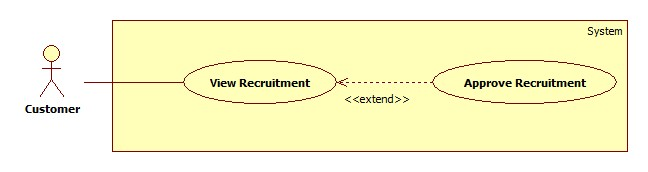 System
View Recruitment
Approve Recruitment
<<extend>>
Customer